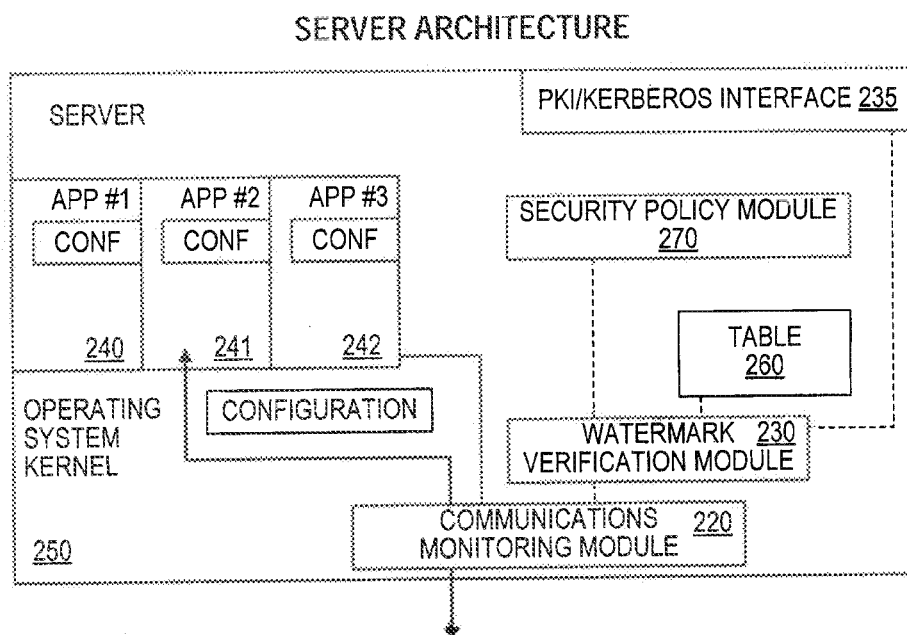 SERVER ARCHITECTURE
PKI/KERBEROS INTERFACE 235
SERVER
APP #1
APP #2
APP #3
CONF
CONF
CONF
SECURITY POLICY MODULE
270
240
241
242
TABLE
260
OPERATING
SYSTEM
KERNEL
CONFIGURATION
WATERMARK 230
VERIFICATION MODULE
COMMUNICATIONS 220
MONITORING MODULE
250